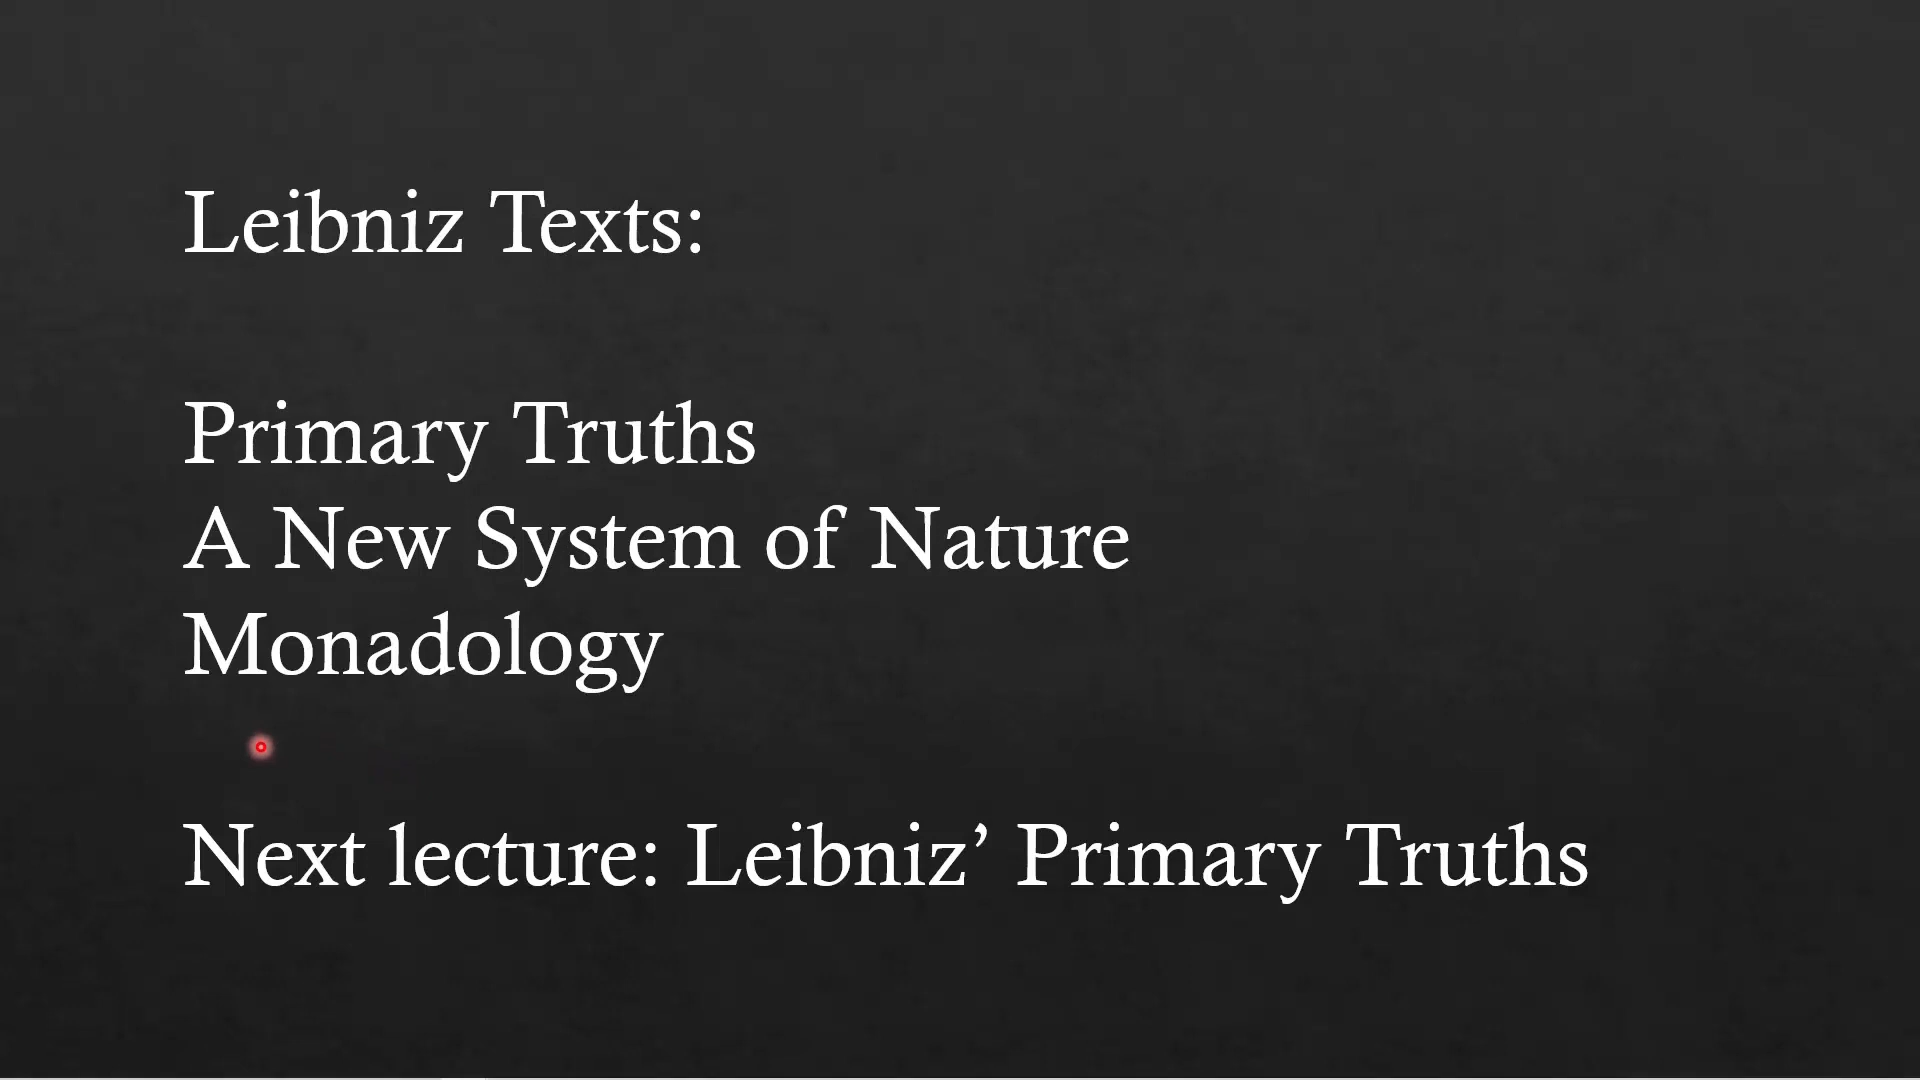 Leibniz Texts:
Primary Truths
A New System of Nature
Monadology
Next lecture: Leibniz’ Primary Truths